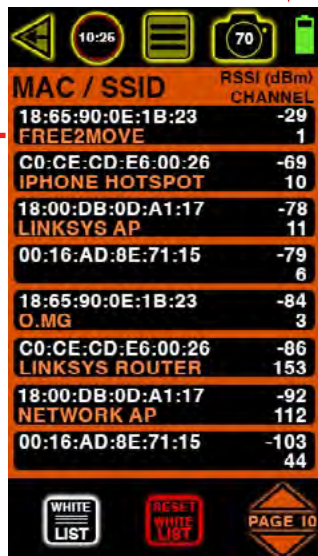 10:26
70
MAC / SSID RSSI (dBm)
CHANNEL
18:65:90:0E:1B:23 -29
FREE2MOVE 1
C0:CE:CD:E6:00:26 -69
IPHONE HOTSPOT 10
18:00:DB:0D:A1:17 -78
LINKSYS AP 11
00:16:AD:8E:71:15 -79
6
18:65:90:0E:1B:23 -84
O.MG 3
C0:CE:CD:E6:00:26 -86
LINKSYS ROUTER 153
18:00:DB:0D:A1:17 -92
NETWORK AP 112
00:16:AD:8E:71:15 -103
44
WHITE
LIST
RESET
WHITE
LIST
PAGE 10